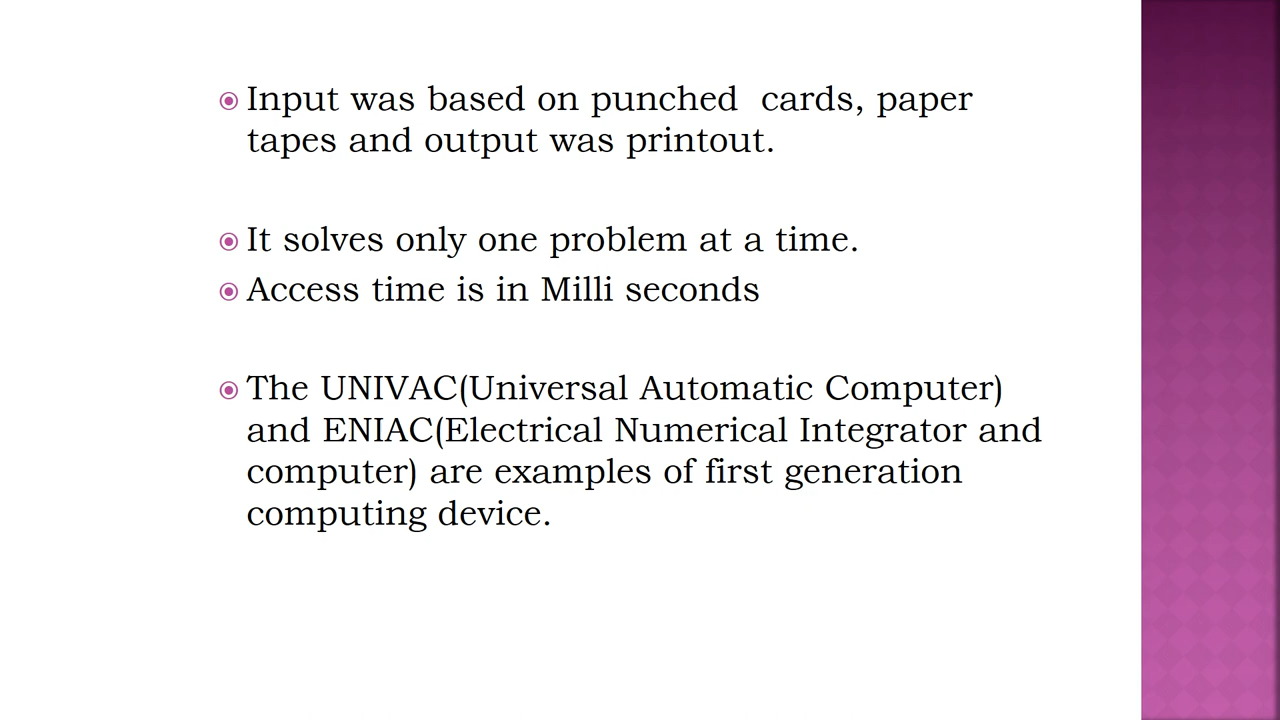 Input was based on punched  cards, paper
tapes and output was printout.
It solves only one problem at a time.
Access time is in Milli seconds
The UNIVAC(Universal Automatic Computer)
and ENIAC(Electrical Numerical Integrator and
computer) are examples of first generation
computing device.